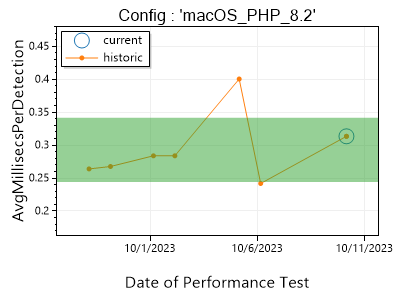 Config : 'macOS_PHP_8.2'
current
historic
0.45
0.4
0.35
0.3
0.25
0.2
AvgMillisecsPerDetection
10/1/2023
10/6/2023
10/11/2023
Date of Performance Test